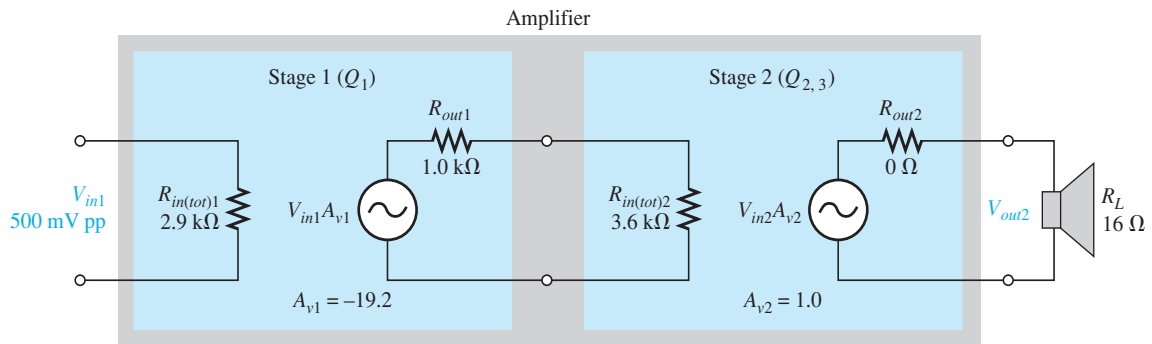 Amplifier
Stage 1 (Q1)
Stage 2 (Q2, 3)
Rout1
1.0 kΩ
Rout2
0 Ω
Vin1
500 mV pp
Rin(tot)1
2.9 kΩ
Vin1Av1
Rin(tot)2
3.6 kΩ
Vin2Av2
Vout2
RL
16 Ω
Av1 = –19.2
Av2 = 1.0